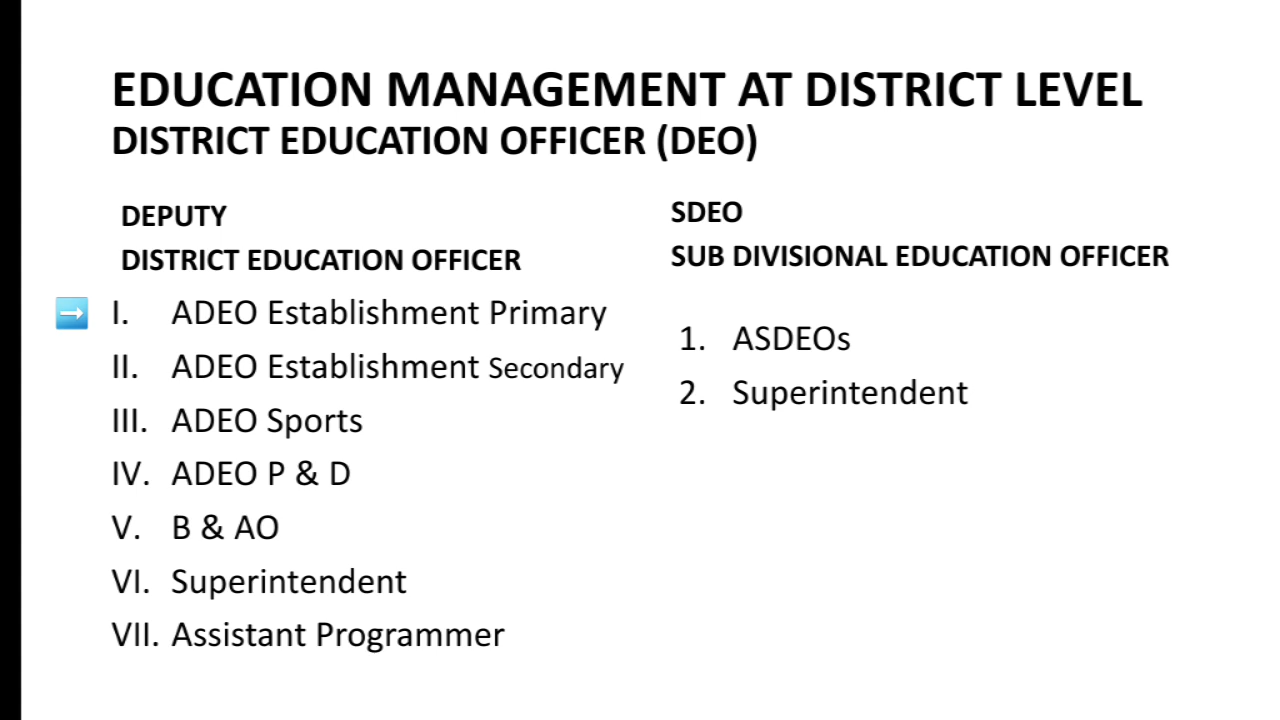 EDUCATION MANAGEMENT AT DISTRICT LEVEL
DISTRICT EDUCATION OFFICER (DEO)
DEPUTY
DISTRICT EDUCATION OFFICER
I. ADEO Establishment Primary
II. ADEO Establishment Secondary
III. ADEO Sports
IV. ADEO P & D
V. B & AO
VI. Superintendent
VII. Assistant Programmer
SDEO
SUB DIVISIONAL EDUCATION OFFICER
1. ASDEOs
2. Superintendent